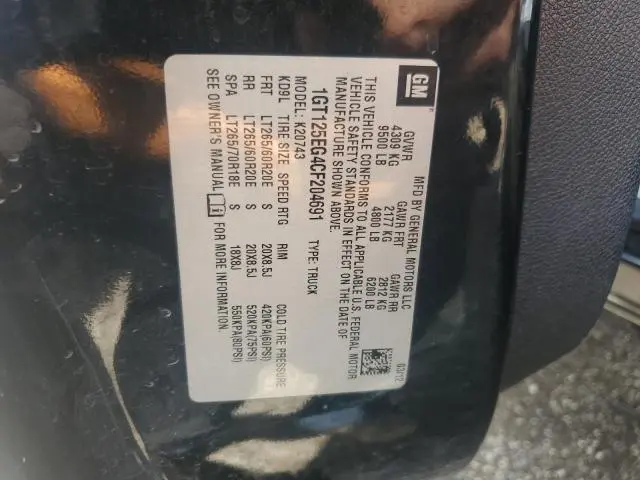 GM
MFD BY GENERAL MOTORS LLC
03/12
GVWR GAWR FRT GAWR RR
4309 KG 2177 KG 2812 KG
9500 LB 4800 LB 6200 LB
THIS VEHICLE CONFORMS TO ALL APPLICABLE U.S. FEDERAL MOTOR
VEHICLE SAFETY STANDARDS IN EFFECT ON THE DATE OF
MANUFACTURE SHOWN ABOVE.
1GT125EG4CF204691 TYPE: TRUCK
MODEL: K20743
KD9L TIRE SIZE SPEED RTG RIM COLD TIRE PRESSURE
FRT LT265/60R20E S 20X8.5J 420KPA(60PSI)
RR LT265/60R20E S 20X8.5J 520KPA(75PSI)
SPA LT265/70R18E S 18X8J 550KPA(80PSI)
SEE OWNER'S MANUAL FOR MORE INFORMATION.